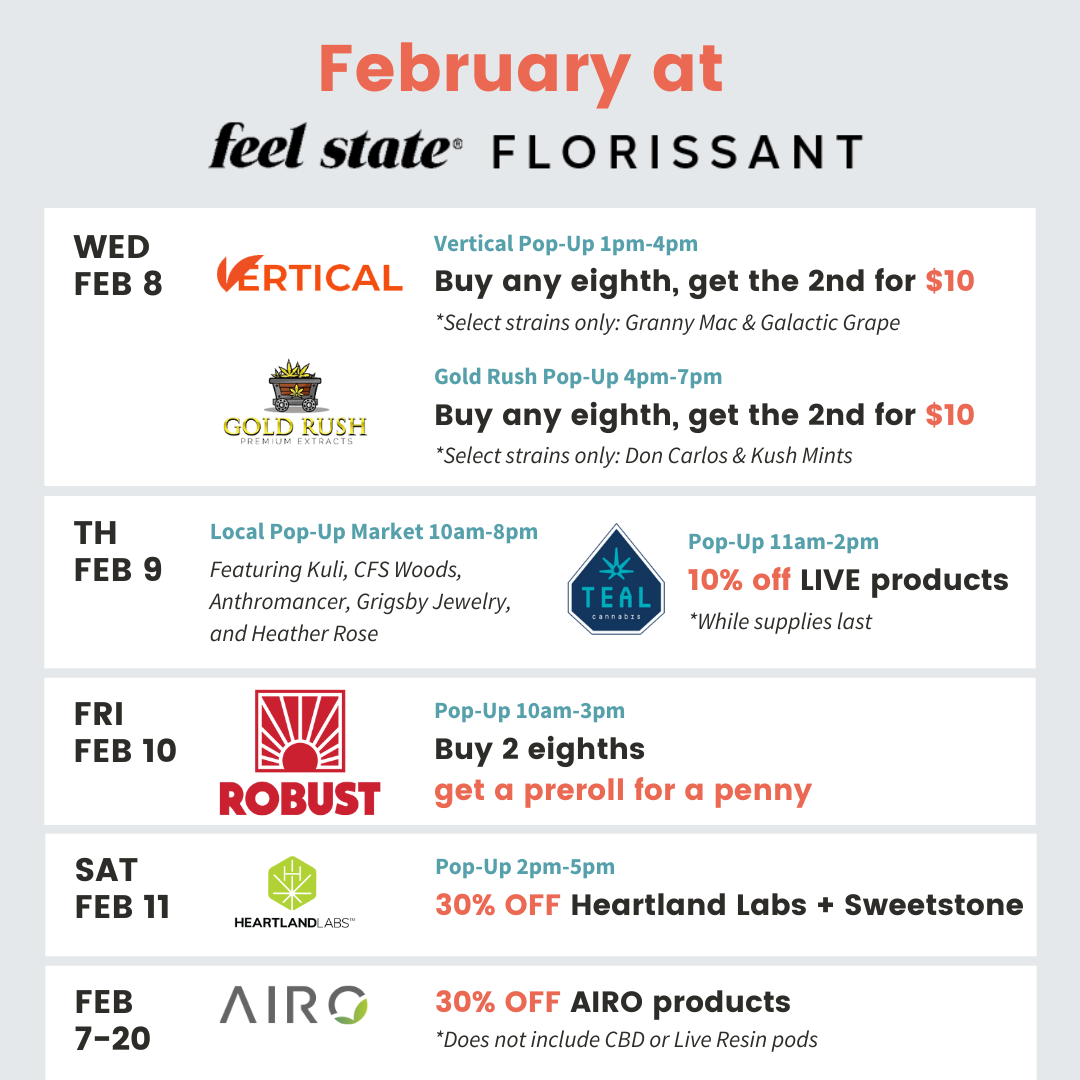 February at
feel state® FLORISSANT
WED
FEB 8
VERTICAL
Vertical Pop-Up 1pm-4pm
Buy any eighth, get the 2nd for $10
*Select strains only: Granny Mac & Galactic Grape
GOLD RUSH
PREMIUM EXTRACTS
Gold Rush Pop-Up 4pm-7pm
Buy any eighth, get the 2nd for $10
*Select strains only: Don Carlos & Kush Mints
TH
FEB 9
Local Pop-Up Market 10am-8pm
Featuring Kuli, CFS Woods,
Anthromancer, Grigsby Jewelry,
and Heather Rose
TEAL
cannabis
Pop-Up 11am-2pm
10% off LIVE products
*While supplies last
FRI
FEB 10
ROBUST
Pop-Up 10am-3pm
Buy 2 eighths
get a preroll for a penny
SAT
FEB 11
HEARTLANDLABS™
Pop-Up 2pm-5pm
30% OFF Heartland Labs + Sweetstone
FEB
7-20
AIRO
30% OFF AIRO products
*Does not include CBD or Live Resin pods